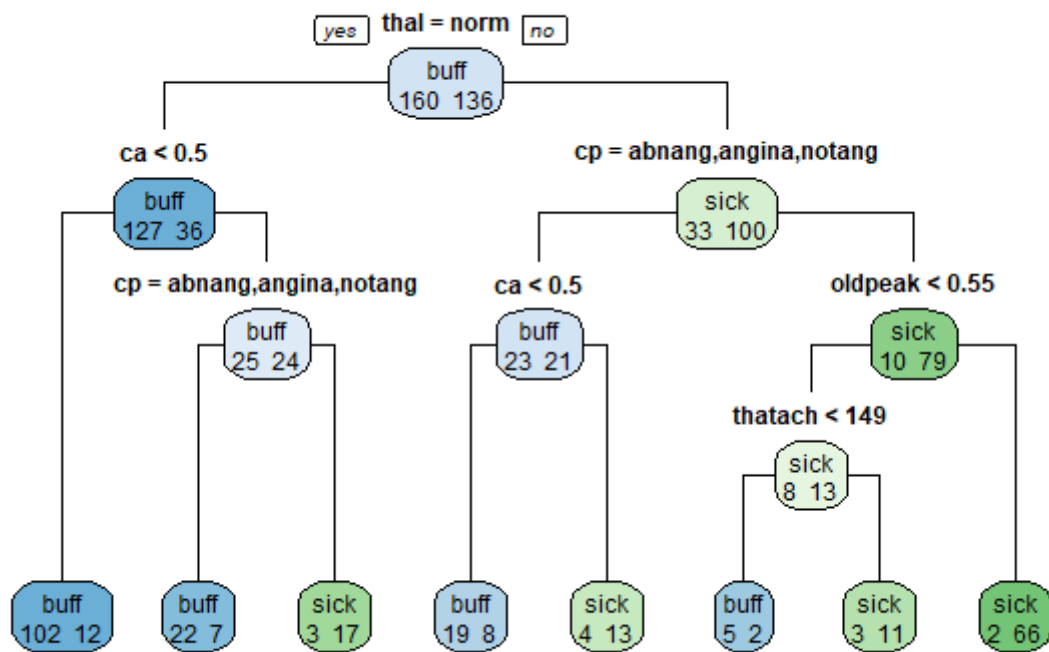 yes thal = norm no
buff
160 136
ca < 0.5
cp = abnang,angina,notang
buff
127 36
sick
33 100
cp = abnang,angina,notang
ca < 0.5
oldpeak < 0.55
buff
25 24
buff
23 21
sick
10 79
thatach < 149
sick
8 13
buff
102 12
buff
22 7
sick
3 17
buff
19 8
sick
4 13
buff
5 2
sick
3 11
sick
2 66